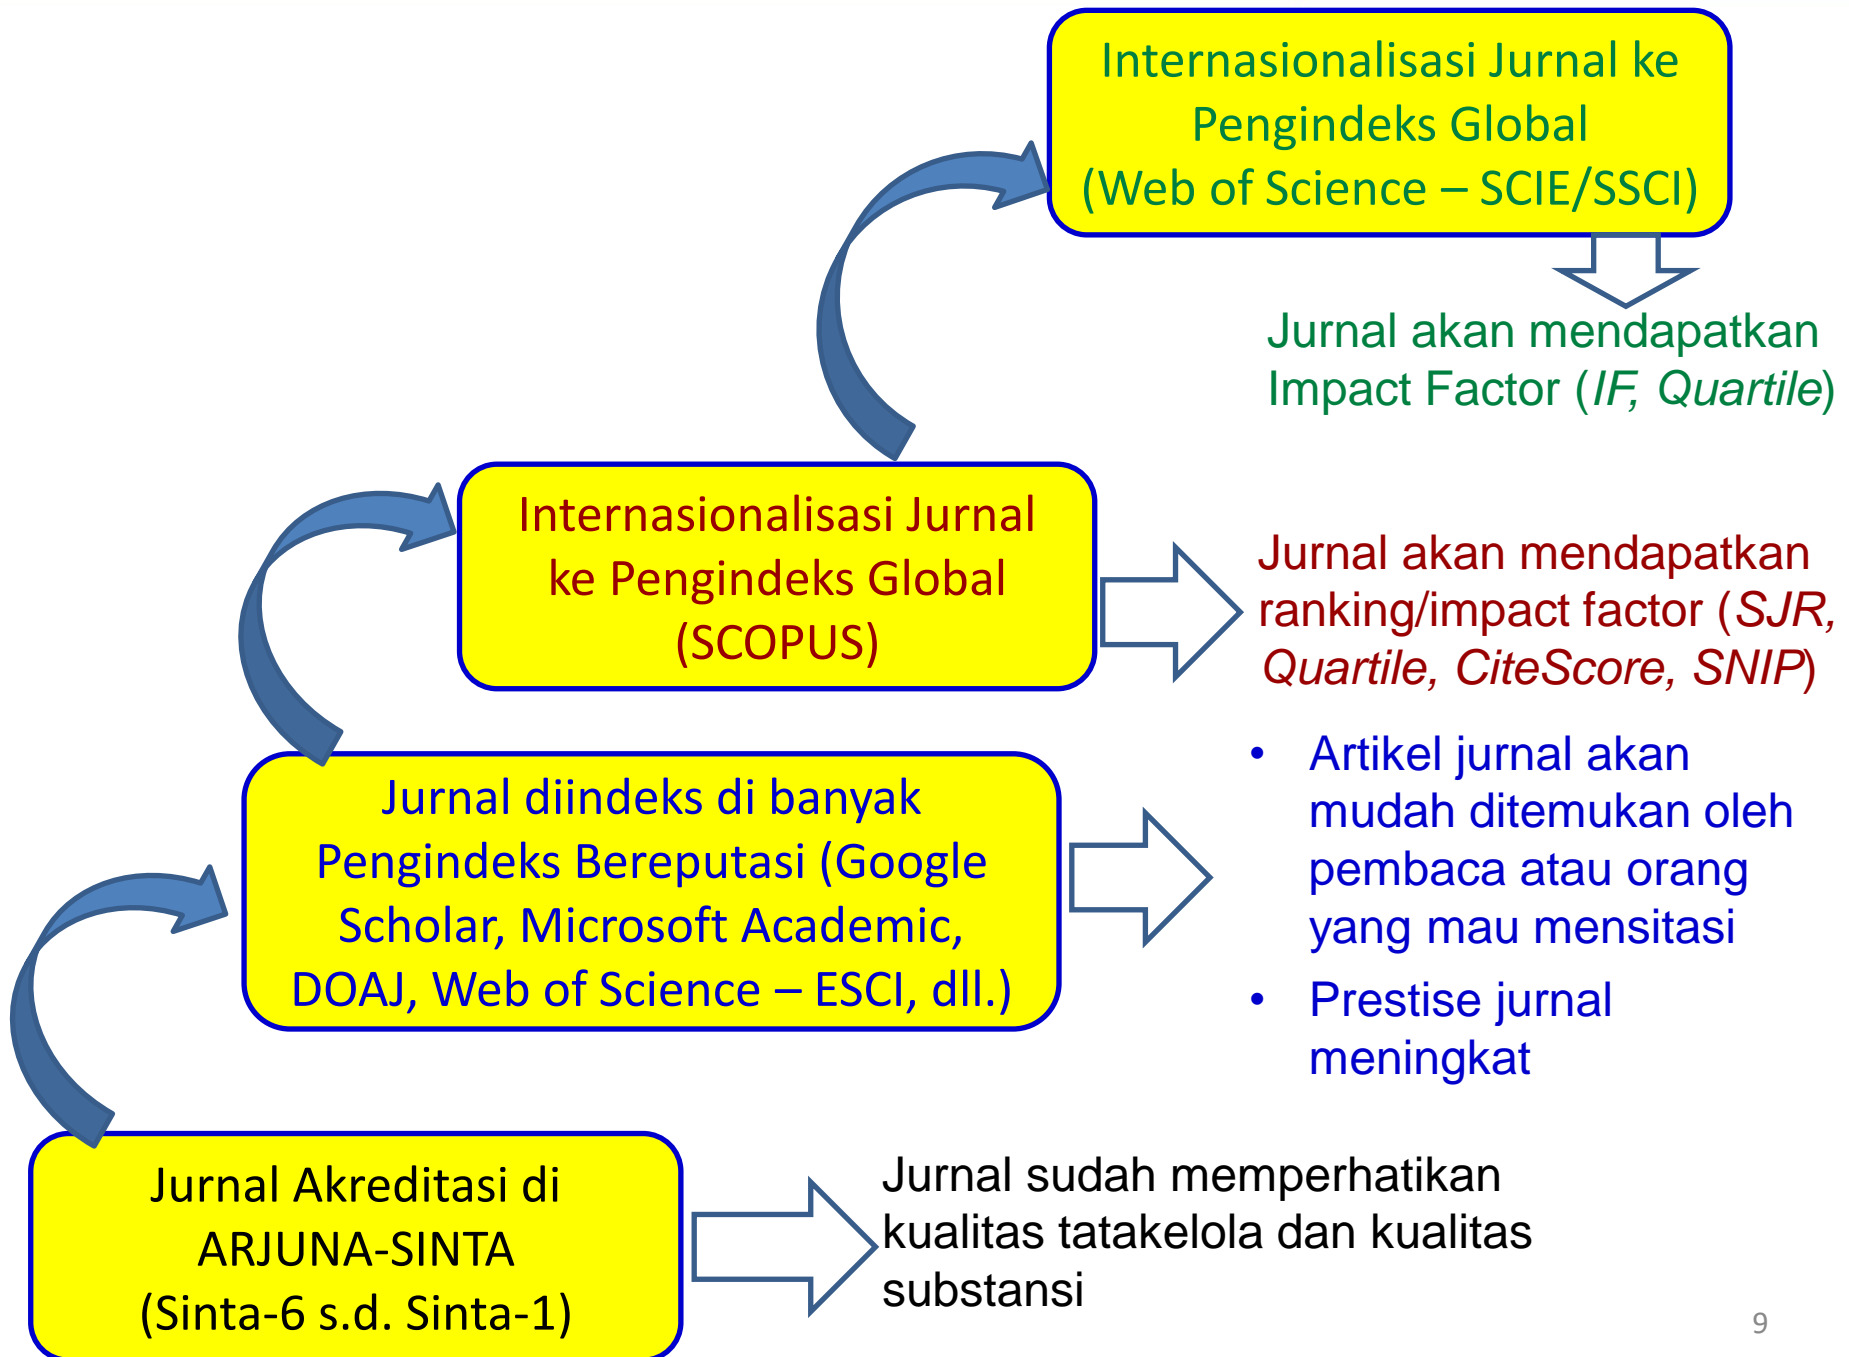 Internasionalisasi Jurnal ke
Pengindeks Global
(Web of Science – SCIE/SSCI)
Jurnal akan mendapatkan
Impact Factor (IF, Quartile)
Internasionalisasi Jurnal
ke Pengindeks Global
(SCOPUS)
Jurnal akan mendapatkan
ranking/impact factor (SJR,
Quartile, CiteScore, SNIP)
Jurnal diindeks di banyak
Pengindeks Bereputasi (Google
Scholar, Microsoft Academic,
DOAJ, Web of Science – ESCI, dll.)
• Artikel jurnal akan
mudah ditemukan oleh
pembaca atau orang
yang mau mensitasi
• Prestise jurnal
meningkat
Jurnal Akreditasi di
ARJUNA-SINTA
(Sinta-6 s.d. Sinta-1)
Jurnal sudah memperhatikan
kualitas tatakelola dan kualitas
substansi
9